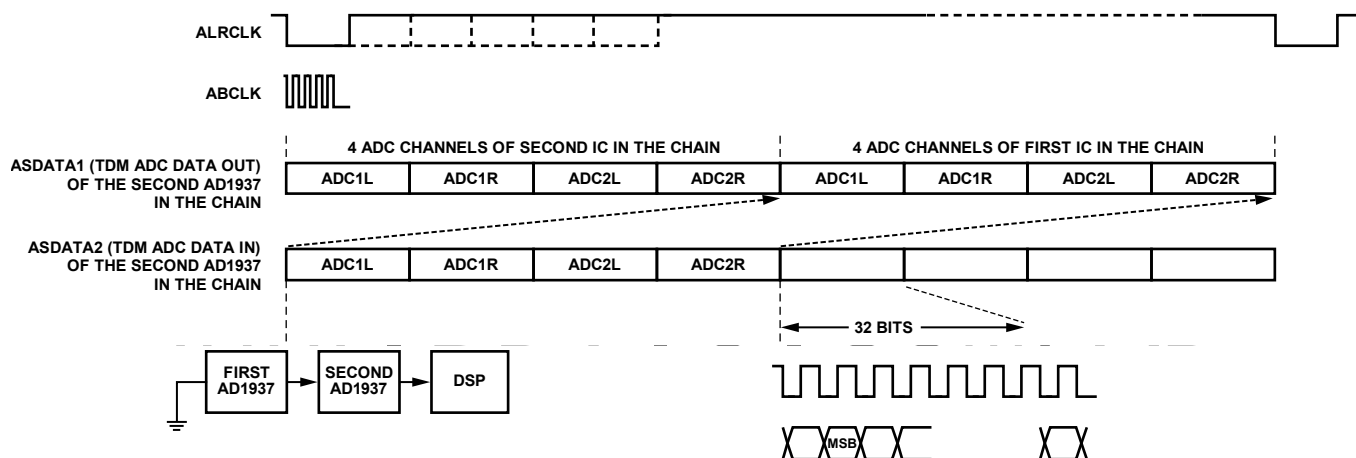 ALRCLK
ABCLK
4 ADC CHANNELS OF SECOND IC IN THE CHAIN
4 ADC CHANNELS OF FIRST IC IN THE CHAIN
ASDATA1 (TDM ADC DATA OUT)
OF THE SECOND AD1937
IN THE CHAIN
ADC1L
ADC1R
ADC2L
ADC2R
ADC1L
ADC1R
ADC2L
ADC2R
ASDATA2 (TDM ADC DATA IN)
OF THE SECOND AD1937
IN THE CHAIN
ADC1L
ADC1R
ADC2L
ADC2R
32 BITS
FIRST
AD1937
SECOND
AD1937
DSP
MSB